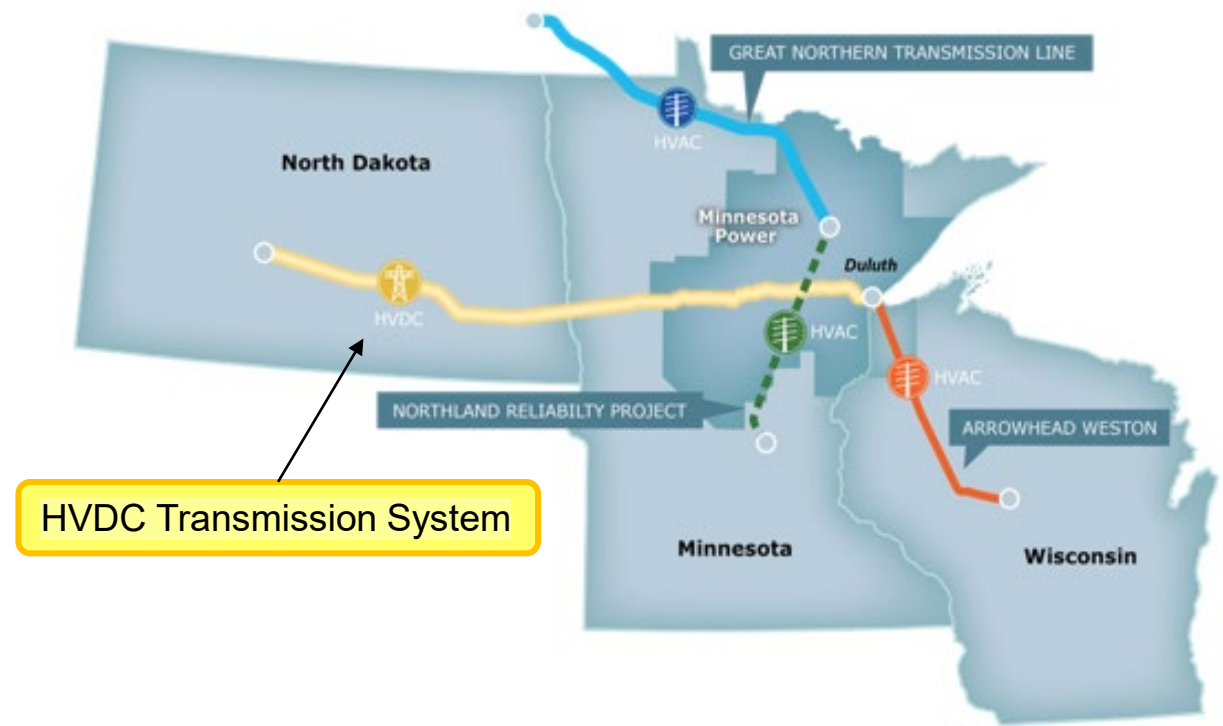 GREAT NORTHERN TRANSMISSION LINE
HVAC
North Dakota
Minnesota
Power
Duluth
HVDC
HVAC
HVAC
NORTHLAND RELIABILTY PROJECT
ARROWHEAD WESTON
HVDC Transmission System
Minnesota
Wisconsin